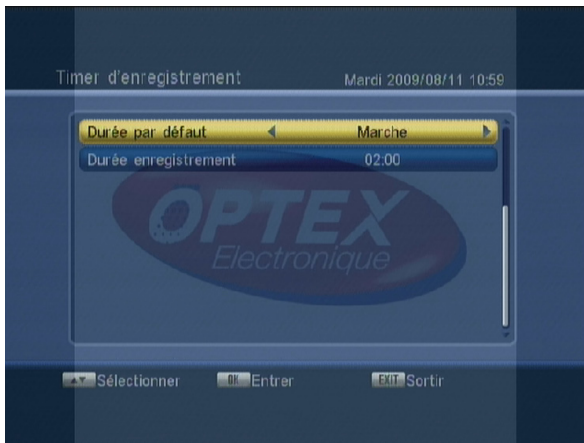 Timer d'enregistrement Mardi 2009/08/11 10:59
Durée par défaut Marche
Durée enregistrement 02:00
OPTEX
Electronique
Sélectionner OK Entrer EXIT Sortir